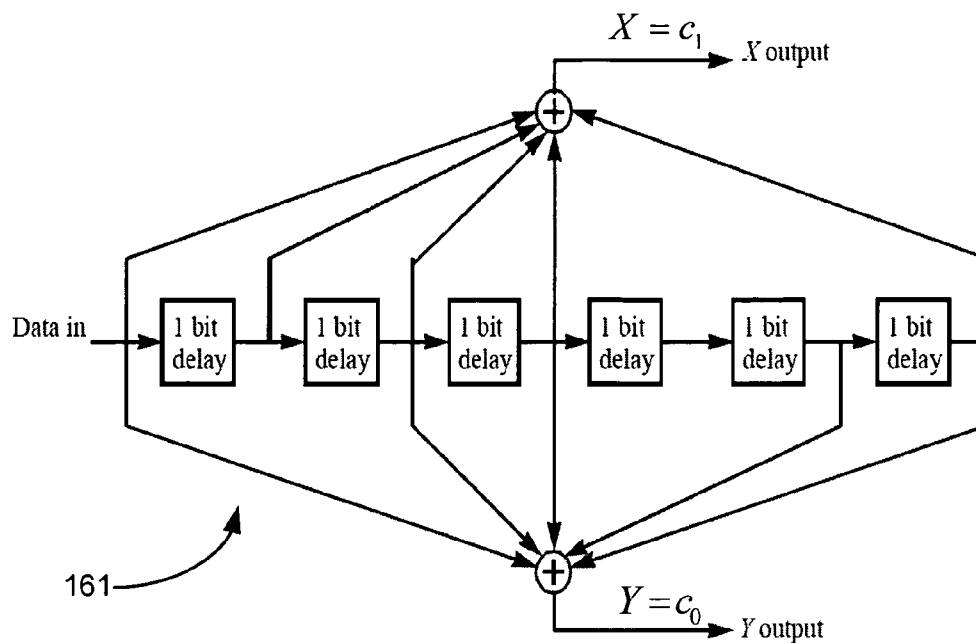 X = c₁
X output
+
Data in
1 bit
delay
1 bit
delay
1 bit
delay
1 bit
delay
1 bit
delay
1 bit
delay
161
+
Y = c₀
Y output